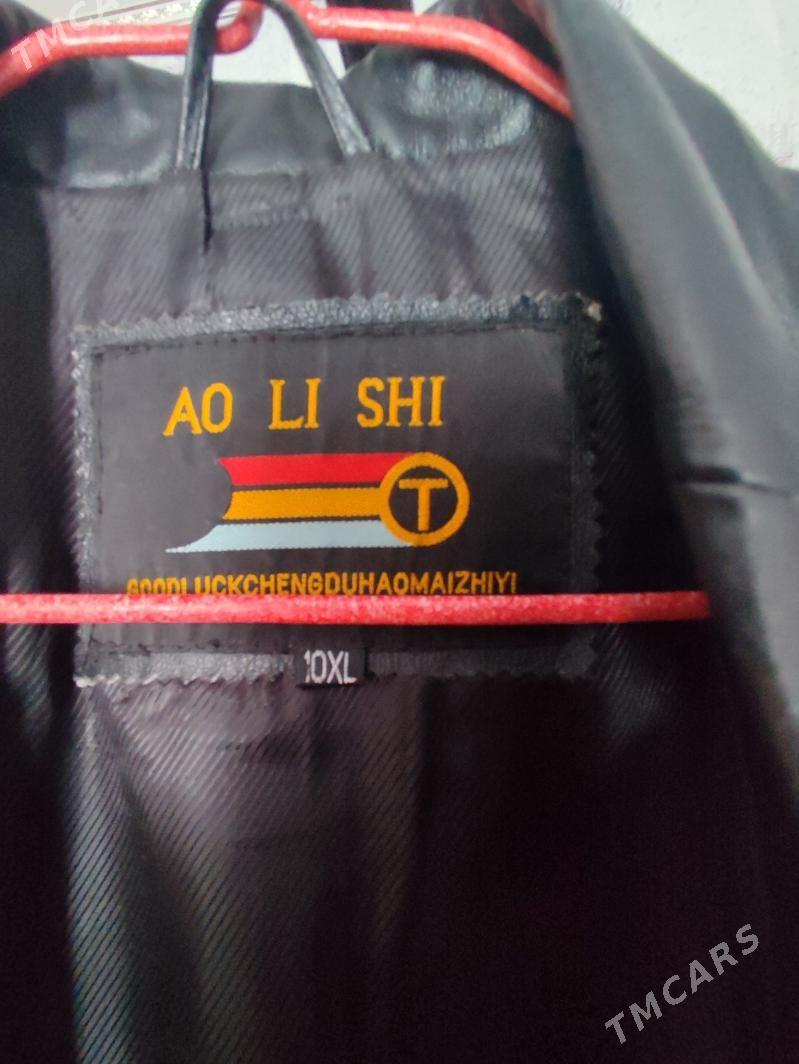 TMCARS
AO LI SHI
T
GOODLUCKCHENGDUHAOMAIZHIYI
10XL
TMCARS